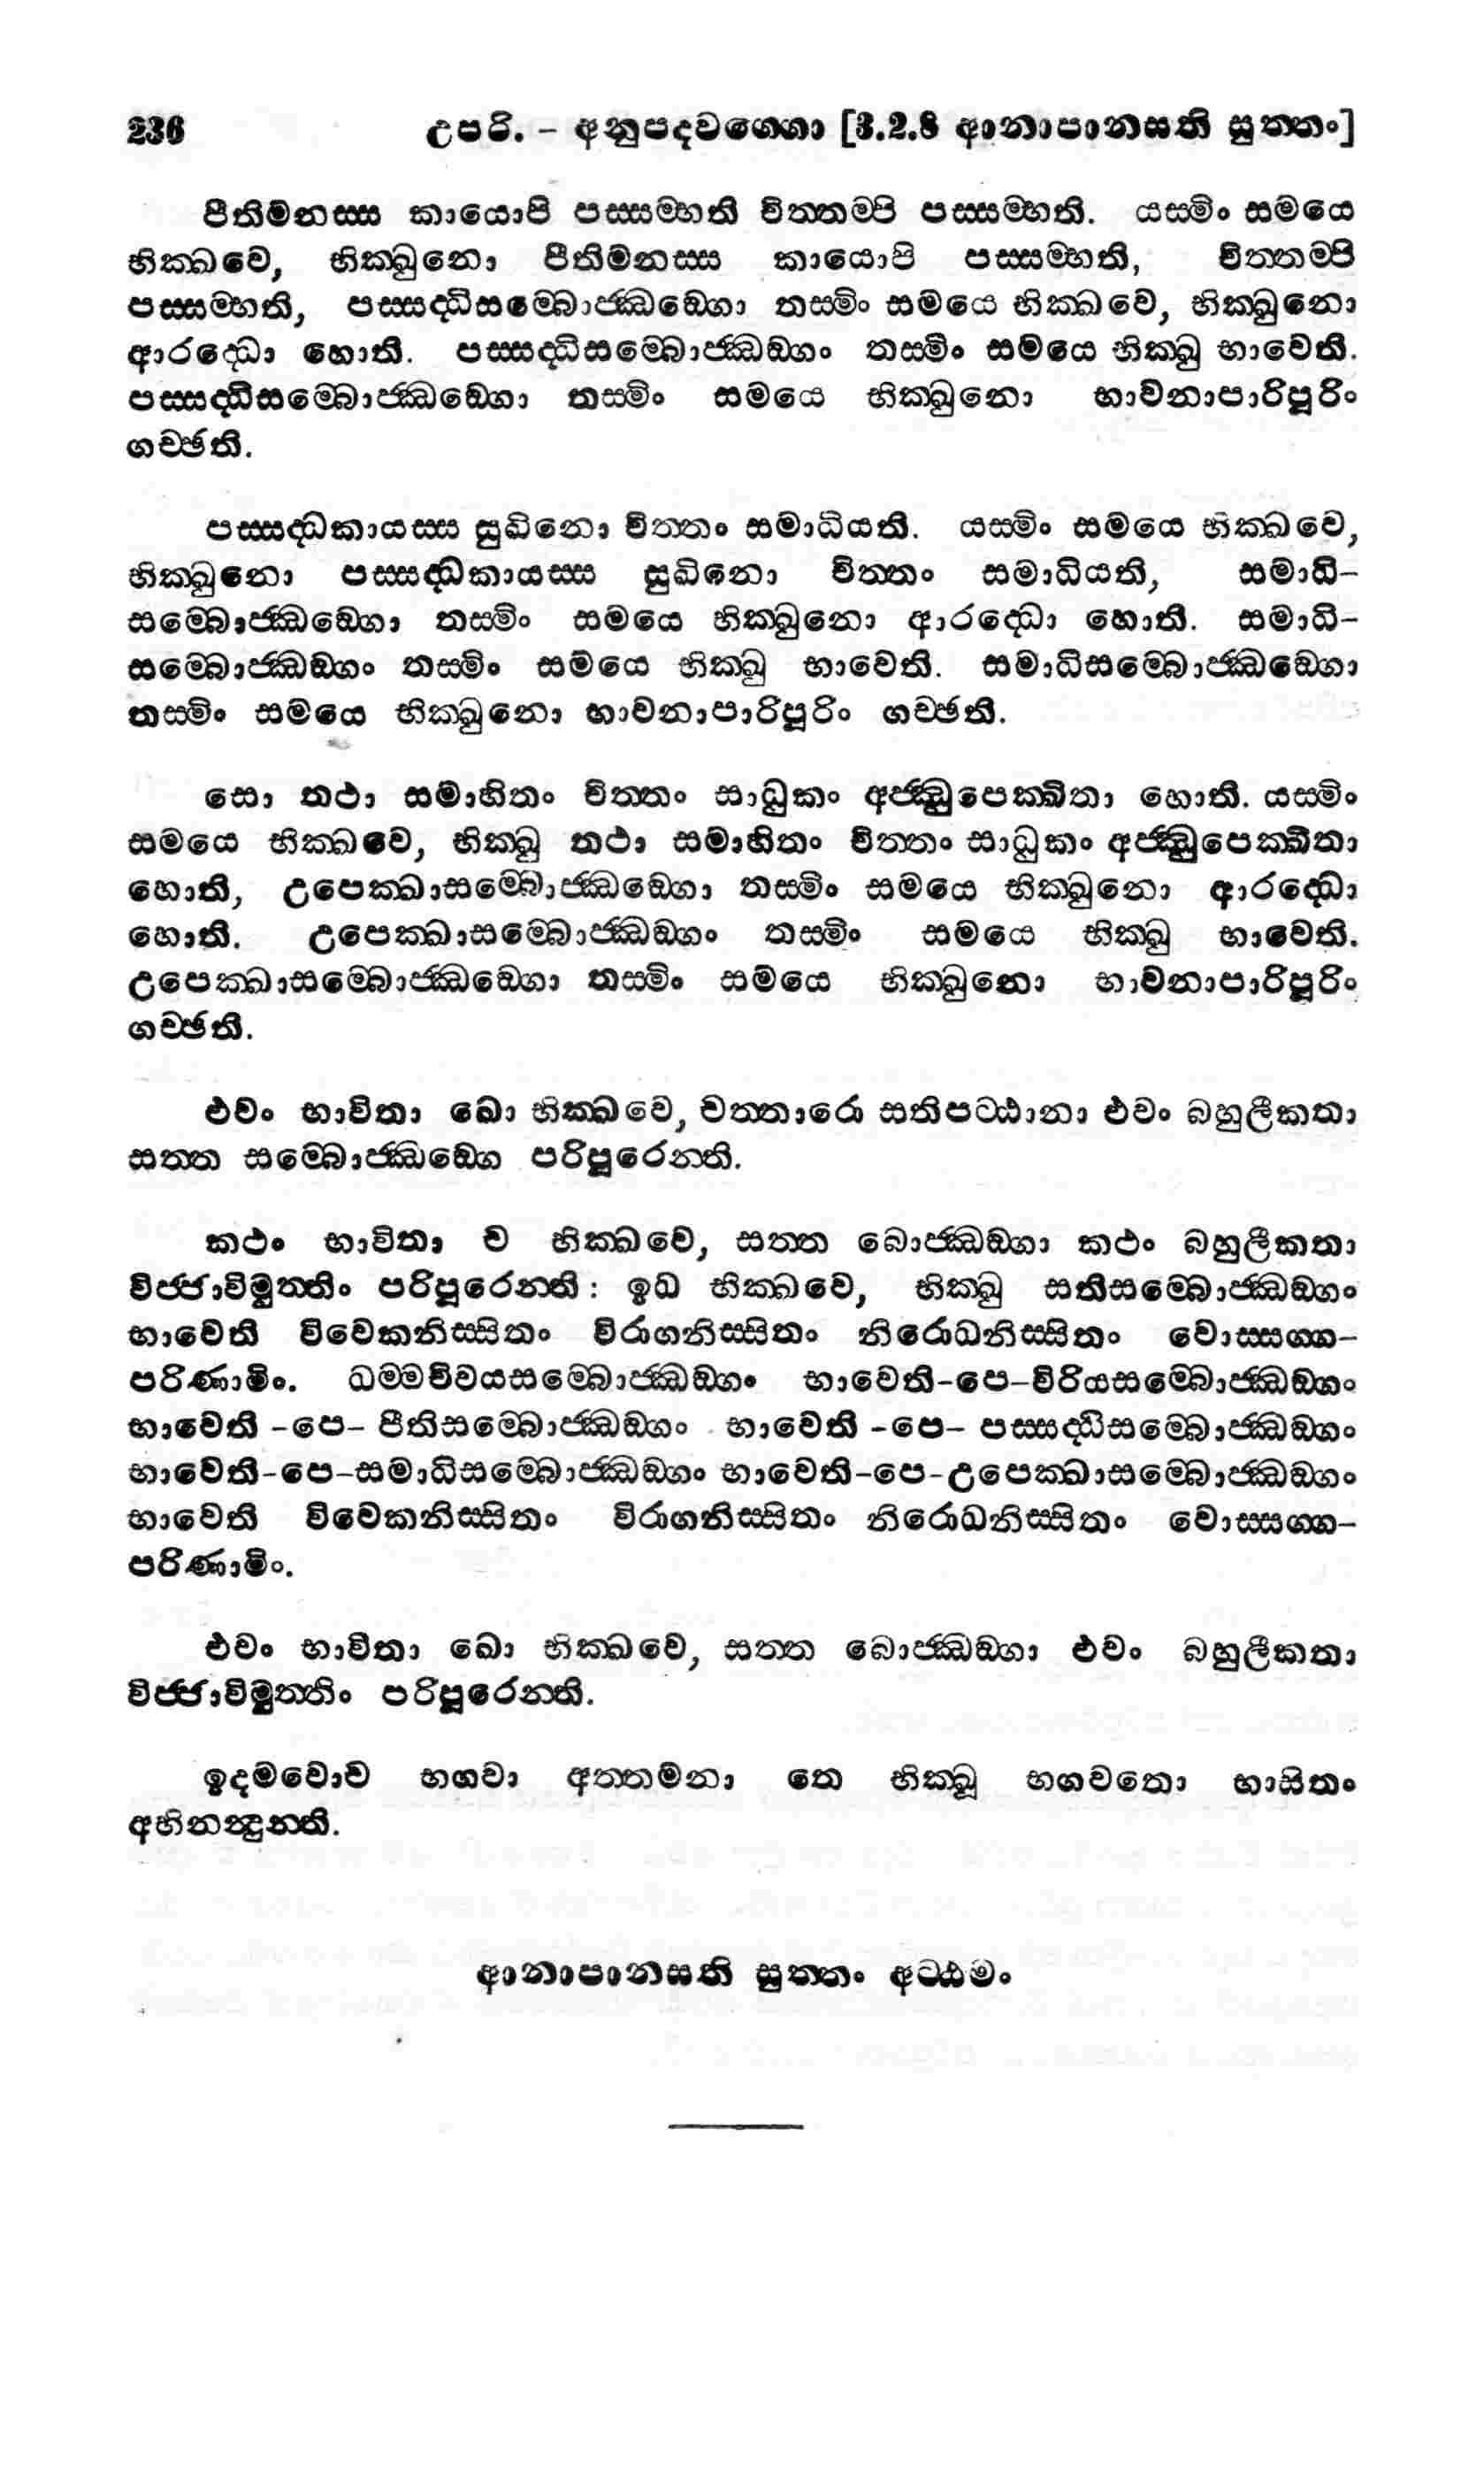 236 උපරි. – අනුපදවග්ගො [3.2.8 ආනාපානසති සුත්තං]
පීතිමනස්ස කායොපි පස්සම්භති චිත්තම්පි පස්සම්භති. යස්මිං සමයෙ
භික්ඛවෙ, භික්ඛුනො පීතිමනස්ස කායොපි පස්සම්භති, චිත්තම්පි
පස්සම්භති, පස්සද්ධිසම්බොජ්ඣඞ්ගො තස්මිං සමයෙ භික්ඛවෙ, භික්ඛුනො
ආරද්ධො හොති. පස්සද්ධිසම්බොජ්ඣඞ්ගං තස්මිං සමයෙ භික්ඛු භාවෙති.
පස්සද්ධිසම්බොජ්ඣඞ්ගො තස්මිං සමයෙ භික්ඛුනො භාවනාපාරිපූරිං
ගච්ඡති.
පස්සද්ධකායස්ස සුඛිනො චිත්තං සමාධියති. යස්මිං සමයෙ භික්ඛවෙ,
භික්ඛුනො පස්සද්ධකායස්ස සුඛිනො චිත්තං සමාධියති, සමාධි–
සම්බොජ්ඣඞ්ගො තස්මිං සමයෙ භික්ඛුනො ආරද්ධො හොති. සමාධි–
සම්බොජ්ඣඞ්ගං තස්මිං සමයෙ භික්ඛු භාවෙති. සමාධිසම්බොජ්ඣඞ්ගො
තස්මිං සමයෙ භික්ඛුනො භාවනාපාරිපූරිං ගච්ඡති.
සො තථා සමාහිතං චිත්තං සාධුකං අජ්ඣුපෙක්ඛිතා හොති. යස්මිං
සමයෙ භික්ඛවෙ, භික්ඛු තථා සමාහිතං චිත්තං සාධුකං අජ්ඣුපෙක්ඛිතා
හොති, උපෙක්ඛාසම්බොජ්ඣඞ්ගො තස්මිං සමයෙ භික්ඛුනො ආරද්ධො
හොති. උපෙක්ඛාසම්බොජ්ඣඞ්ගං තස්මිං සමයෙ භික්ඛු භාවෙති.
උපෙක්ඛාසම්බොජ්ඣඞ්ගො තස්මිං සමයෙ භික්ඛුනො භාවනාපාරිපූරිං
ගච්ඡති.
එවං භාවිතා ඛො භික්ඛවෙ, චත්තාරො සතිපට්ඨානා එවං බහුලීකතා
සත්ත සම්බොජ්ඣඞ්ගෙ පරිපූරෙන්ති.
කථං භාවිතා ච භික්ඛවෙ, සත්ත බොජ්ඣඞ්ගා කථං බහුලීකතා
විජ්ජාවිමුත්තිං පරිපූරෙන්ති: ඉධ භික්ඛවෙ, භික්ඛු සතිසම්බොජ්ඣඞ්ගං
භාවෙති විවෙකනිස්සිතං විරාගනිස්සිතං නිරොධනිස්සිතං වොස්සග්ග–
පරිණාමිං. ධම්මවිචයසම්බොජ්ඣඞ්ගං භාවෙති-පෙ–විරියසම්බොජ්ඣඞ්ගං
භාවෙති –පෙ– පීතිසම්බොජ්ඣඞ්ගං භාවෙති –පෙ– පස්සද්ධිසම්බොජ්ඣඞ්ගං
භාවෙති–පෙ–සමාධිසම්බොජ්ඣඞ්ගං භාවෙති–පෙ-උපෙක්ඛාසම්බොජ්ඣඞ්ගං
භාවෙති විවෙකනිස්සිතං විරාගනිස්සිතං නිරොධනිස්සිතං වොස්සග්ග–
පරිණාමිං.
එවං භාවිතා ඛො භික්ඛවෙ, සත්ත බොජ්ඣඞ්ගා එවං බහුලීකතා
විජ්ජාවිමුත්තිං පරිපූරෙන්ති.
ඉදමවොච භගවා අත්තමනා තෙ භික්ඛූ භගවතො භාසිතං
අභිනන්දුන්ති.
ආනාපානසති සුත්තං අට්ඨමං